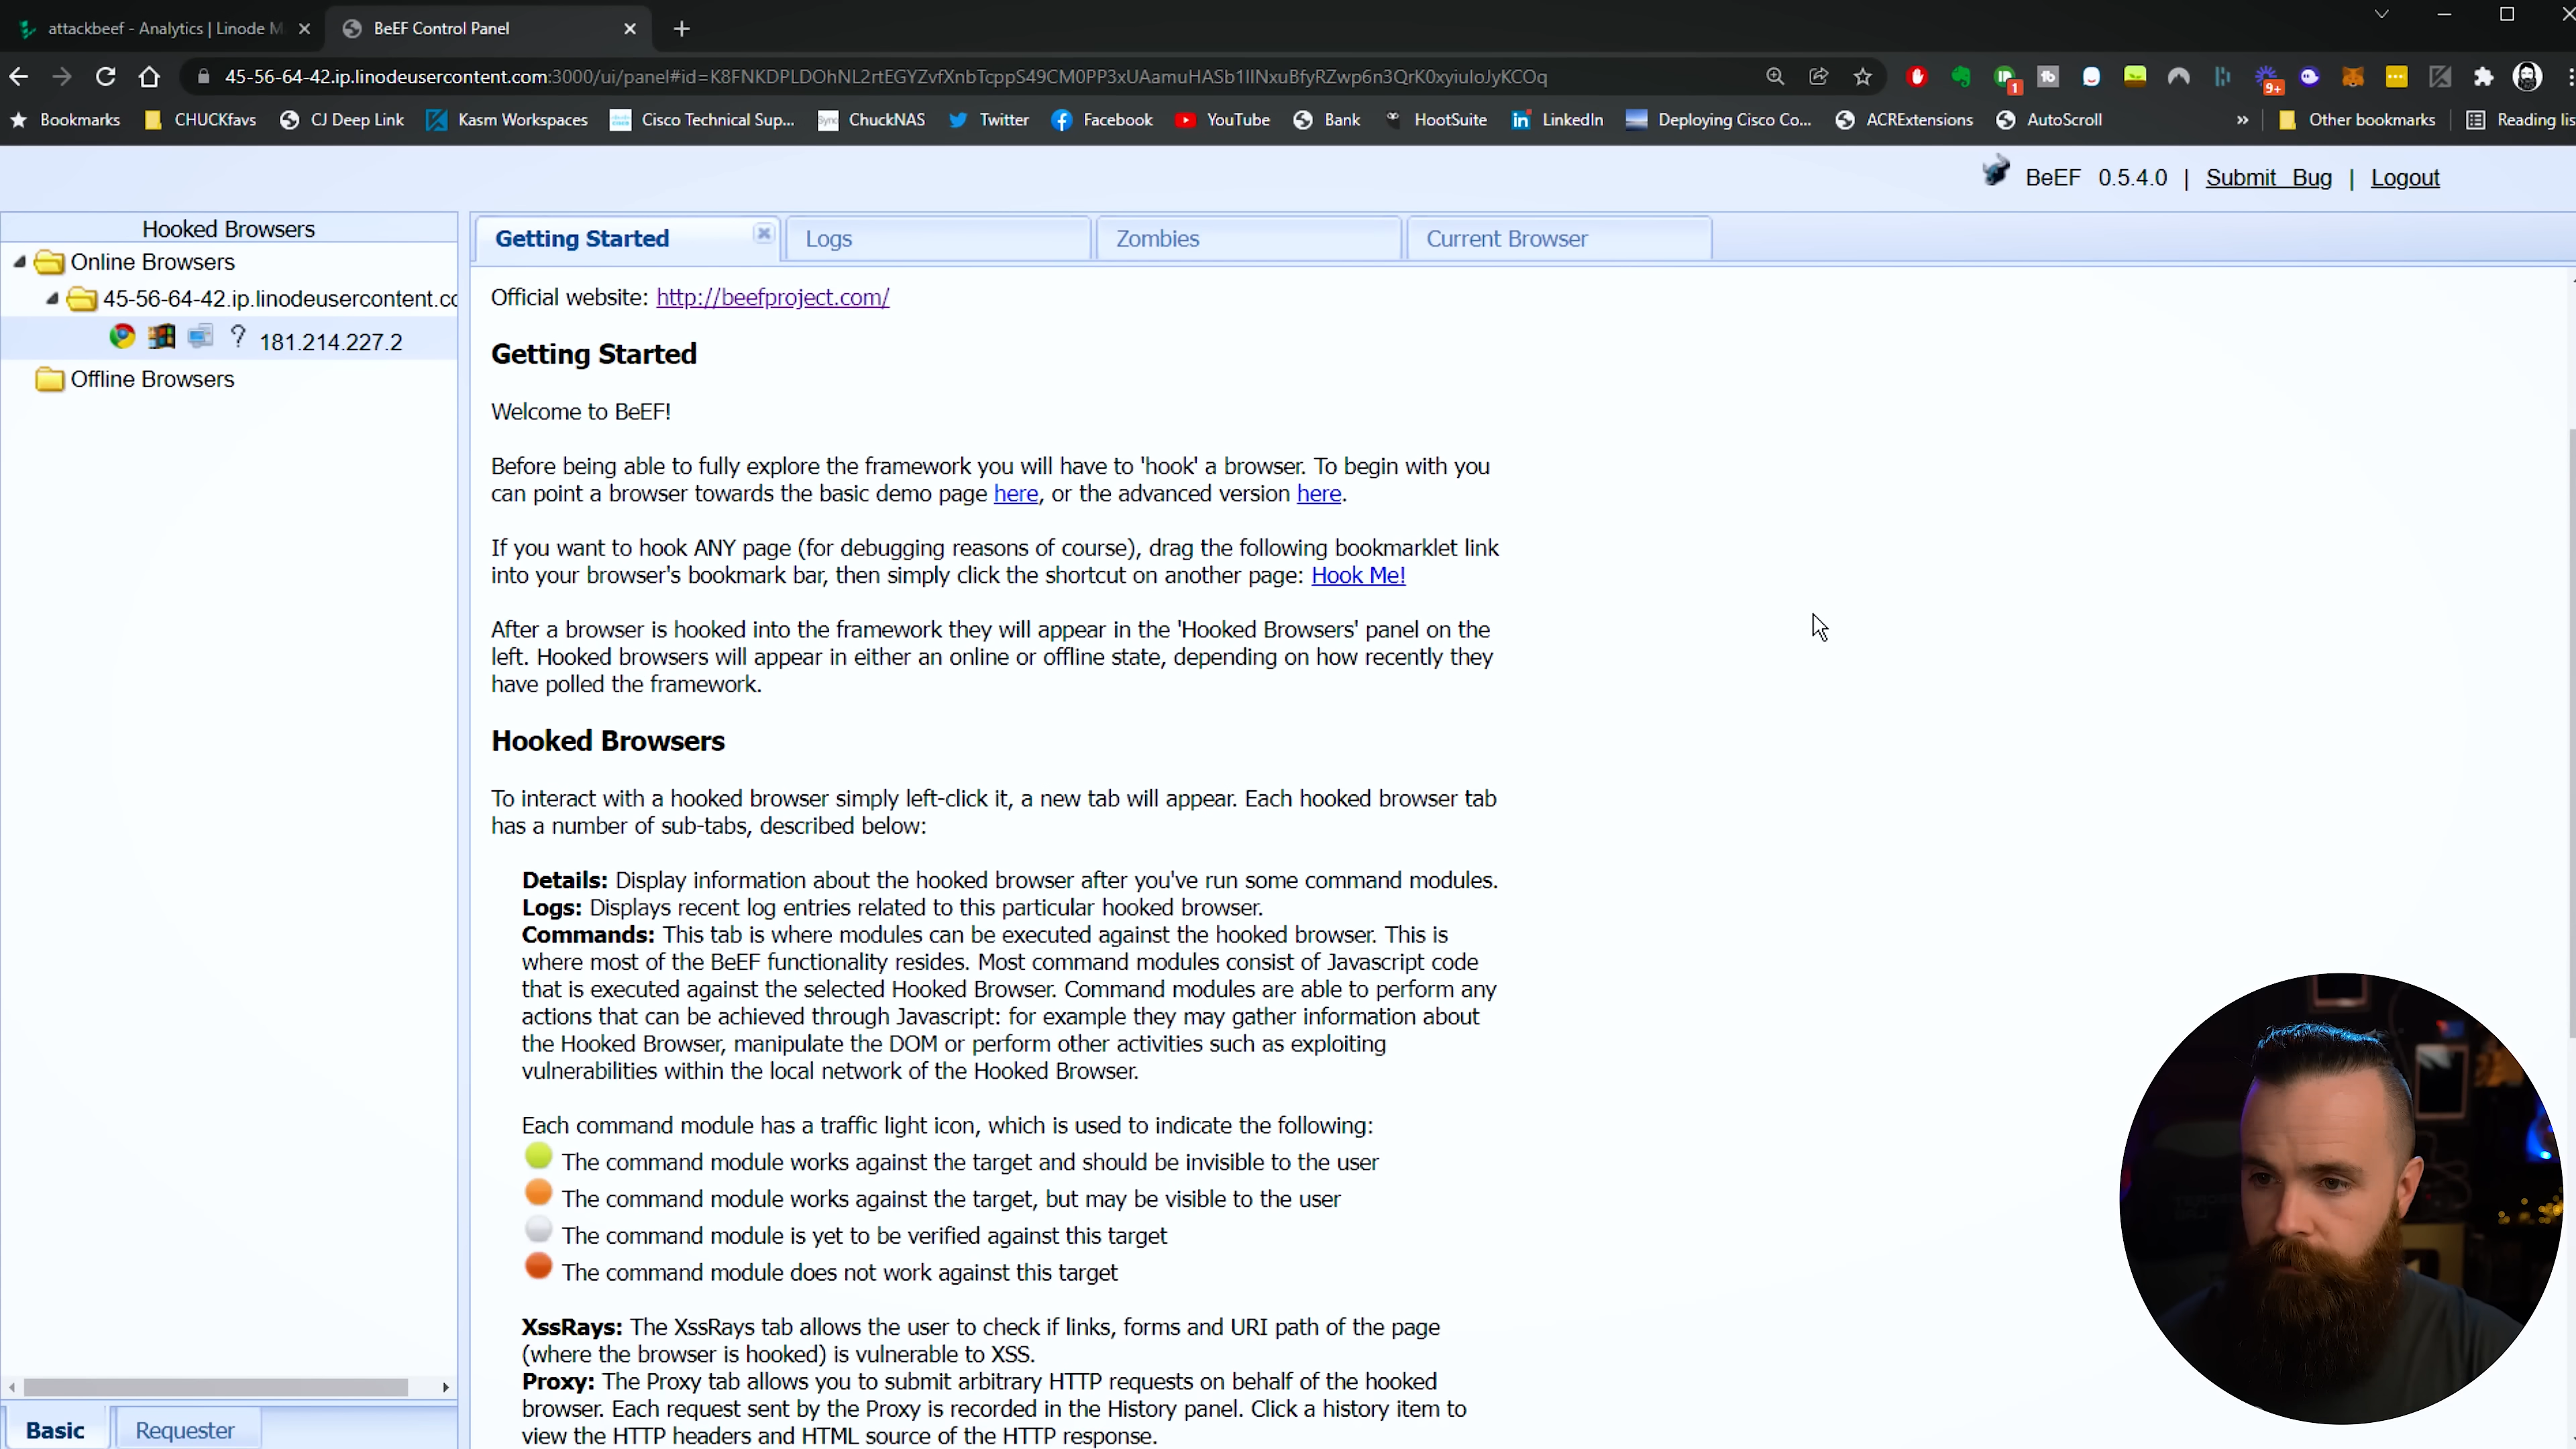 attackbeef - Analytics | Linode M
BeEF Control Panel
45-56-64-42.ip.linodeusercontent.com:3000/ui/panel#id=K8FNKDPLDOhNL2rtEGYZvfXnbTcppS49CM0PP3xUAamuHASb1IINxuBfyRZwp6n3QrK0xyiuIoJyKCOq
1
9+
Bookmarks
CHUCKfavs
CJ Deep Link
Kasm Workspaces
Cisco Technical Sup...
ChuckNAS
Twitter
Facebook
YouTube
Bank
HootSuite
LinkedIn
Deploying Cisco Co...
ACRExtensions
AutoScroll
»
Other bookmarks
Reading lis
BeEF 0.5.4.0 | Submit Bug | Logout
Hooked Browsers
Online Browsers
45-56-64-42.ip.linodeusercontent.co
? 181.214.227.2
Offline Browsers
Basic
Requester
Getting Started
Logs
Zombies
Current Browser
Official website: http://beefproject.com/
Getting Started
Welcome to BeEF!
Before being able to fully explore the framework you will have to 'hook' a browser. To begin with you
can point a browser towards the basic demo page here, or the advanced version here.
If you want to hook ANY page (for debugging reasons of course), drag the following bookmarklet link
into your browser's bookmark bar, then simply click the shortcut on another page: Hook Me!
After a browser is hooked into the framework they will appear in the 'Hooked Browsers' panel on the
left. Hooked browsers will appear in either an online or offline state, depending on how recently they
have polled the framework.
Hooked Browsers
To interact with a hooked browser simply left-click it, a new tab will appear. Each hooked browser tab
has a number of sub-tabs, described below:
Details: Display information about the hooked browser after you've run some command modules.
Logs: Displays recent log entries related to this particular hooked browser.
Commands: This tab is where modules can be executed against the hooked browser. This is
where most of the BeEF functionality resides. Most command modules consist of Javascript code
that is executed against the selected Hooked Browser. Command modules are able to perform any
actions that can be achieved through Javascript: for example they may gather information about
the Hooked Browser, manipulate the DOM or perform other activities such as exploiting
vulnerabilities within the local network of the Hooked Browser.
Each command module has a traffic light icon, which is used to indicate the following:
The command module works against the target and should be invisible to the user
The command module works against the target, but may be visible to the user
The command module is yet to be verified against this target
The command module does not work against this target
XssRays: The XssRays tab allows the user to check if links, forms and URI path of the page
(where the browser is hooked) is vulnerable to XSS.
Proxy: The Proxy tab allows you to submit arbitrary HTTP requests on behalf of the hooked
browser. Each request sent by the Proxy is recorded in the History panel. Click a history item to
view the HTTP headers and HTML source of the HTTP response.